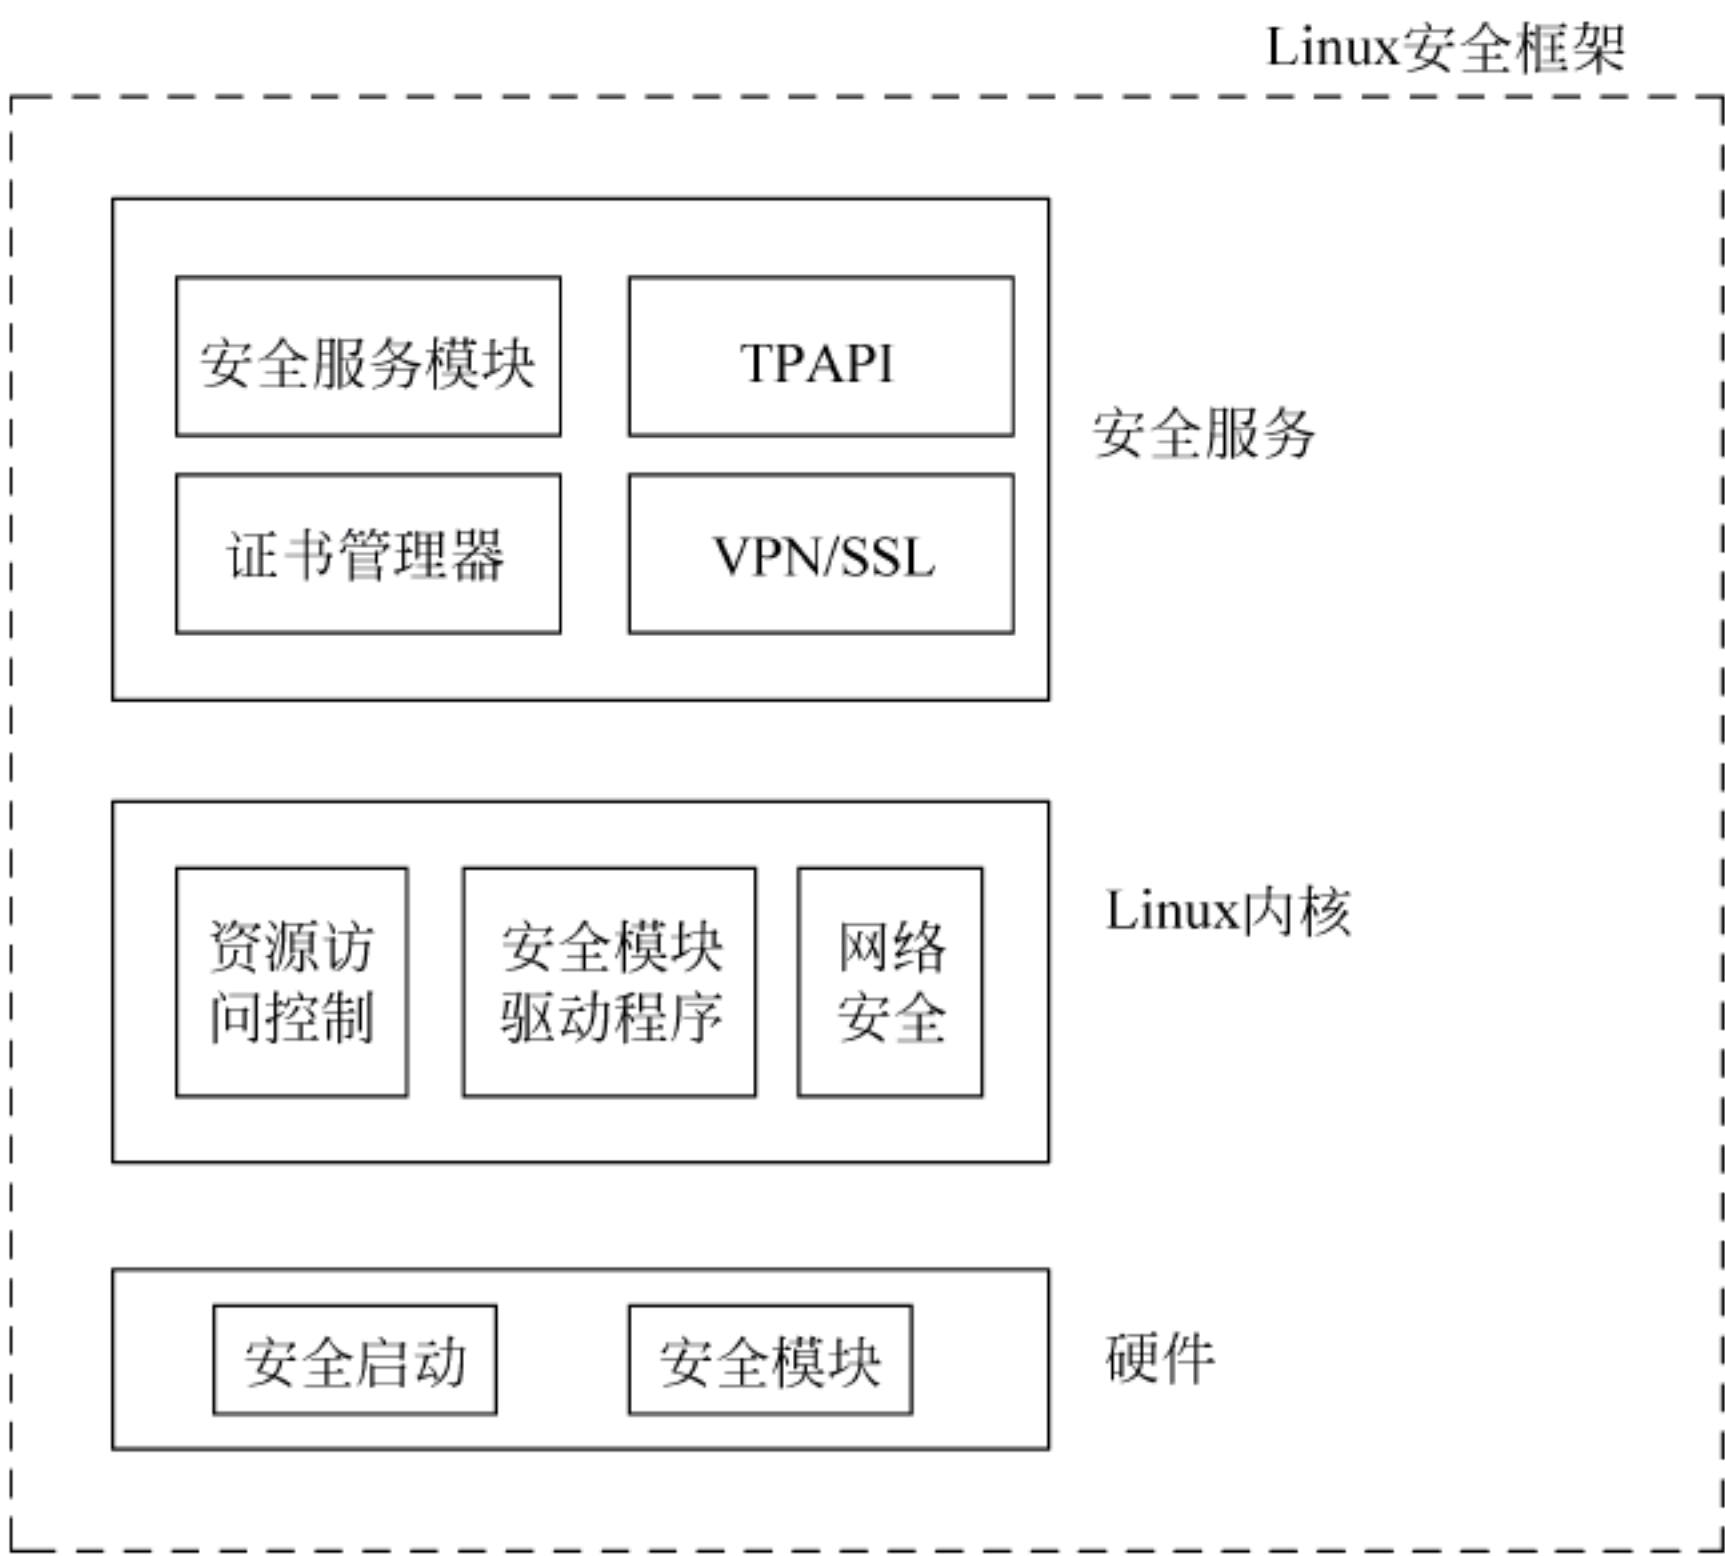 Linux安全框架
安全服务模块
TPAPI
安全服务
证书管理器
VPN/SSL
资源访
问控制
安全模块
驱动程序
网络
安全
Linux内核
安全启动
安全模块
硬件